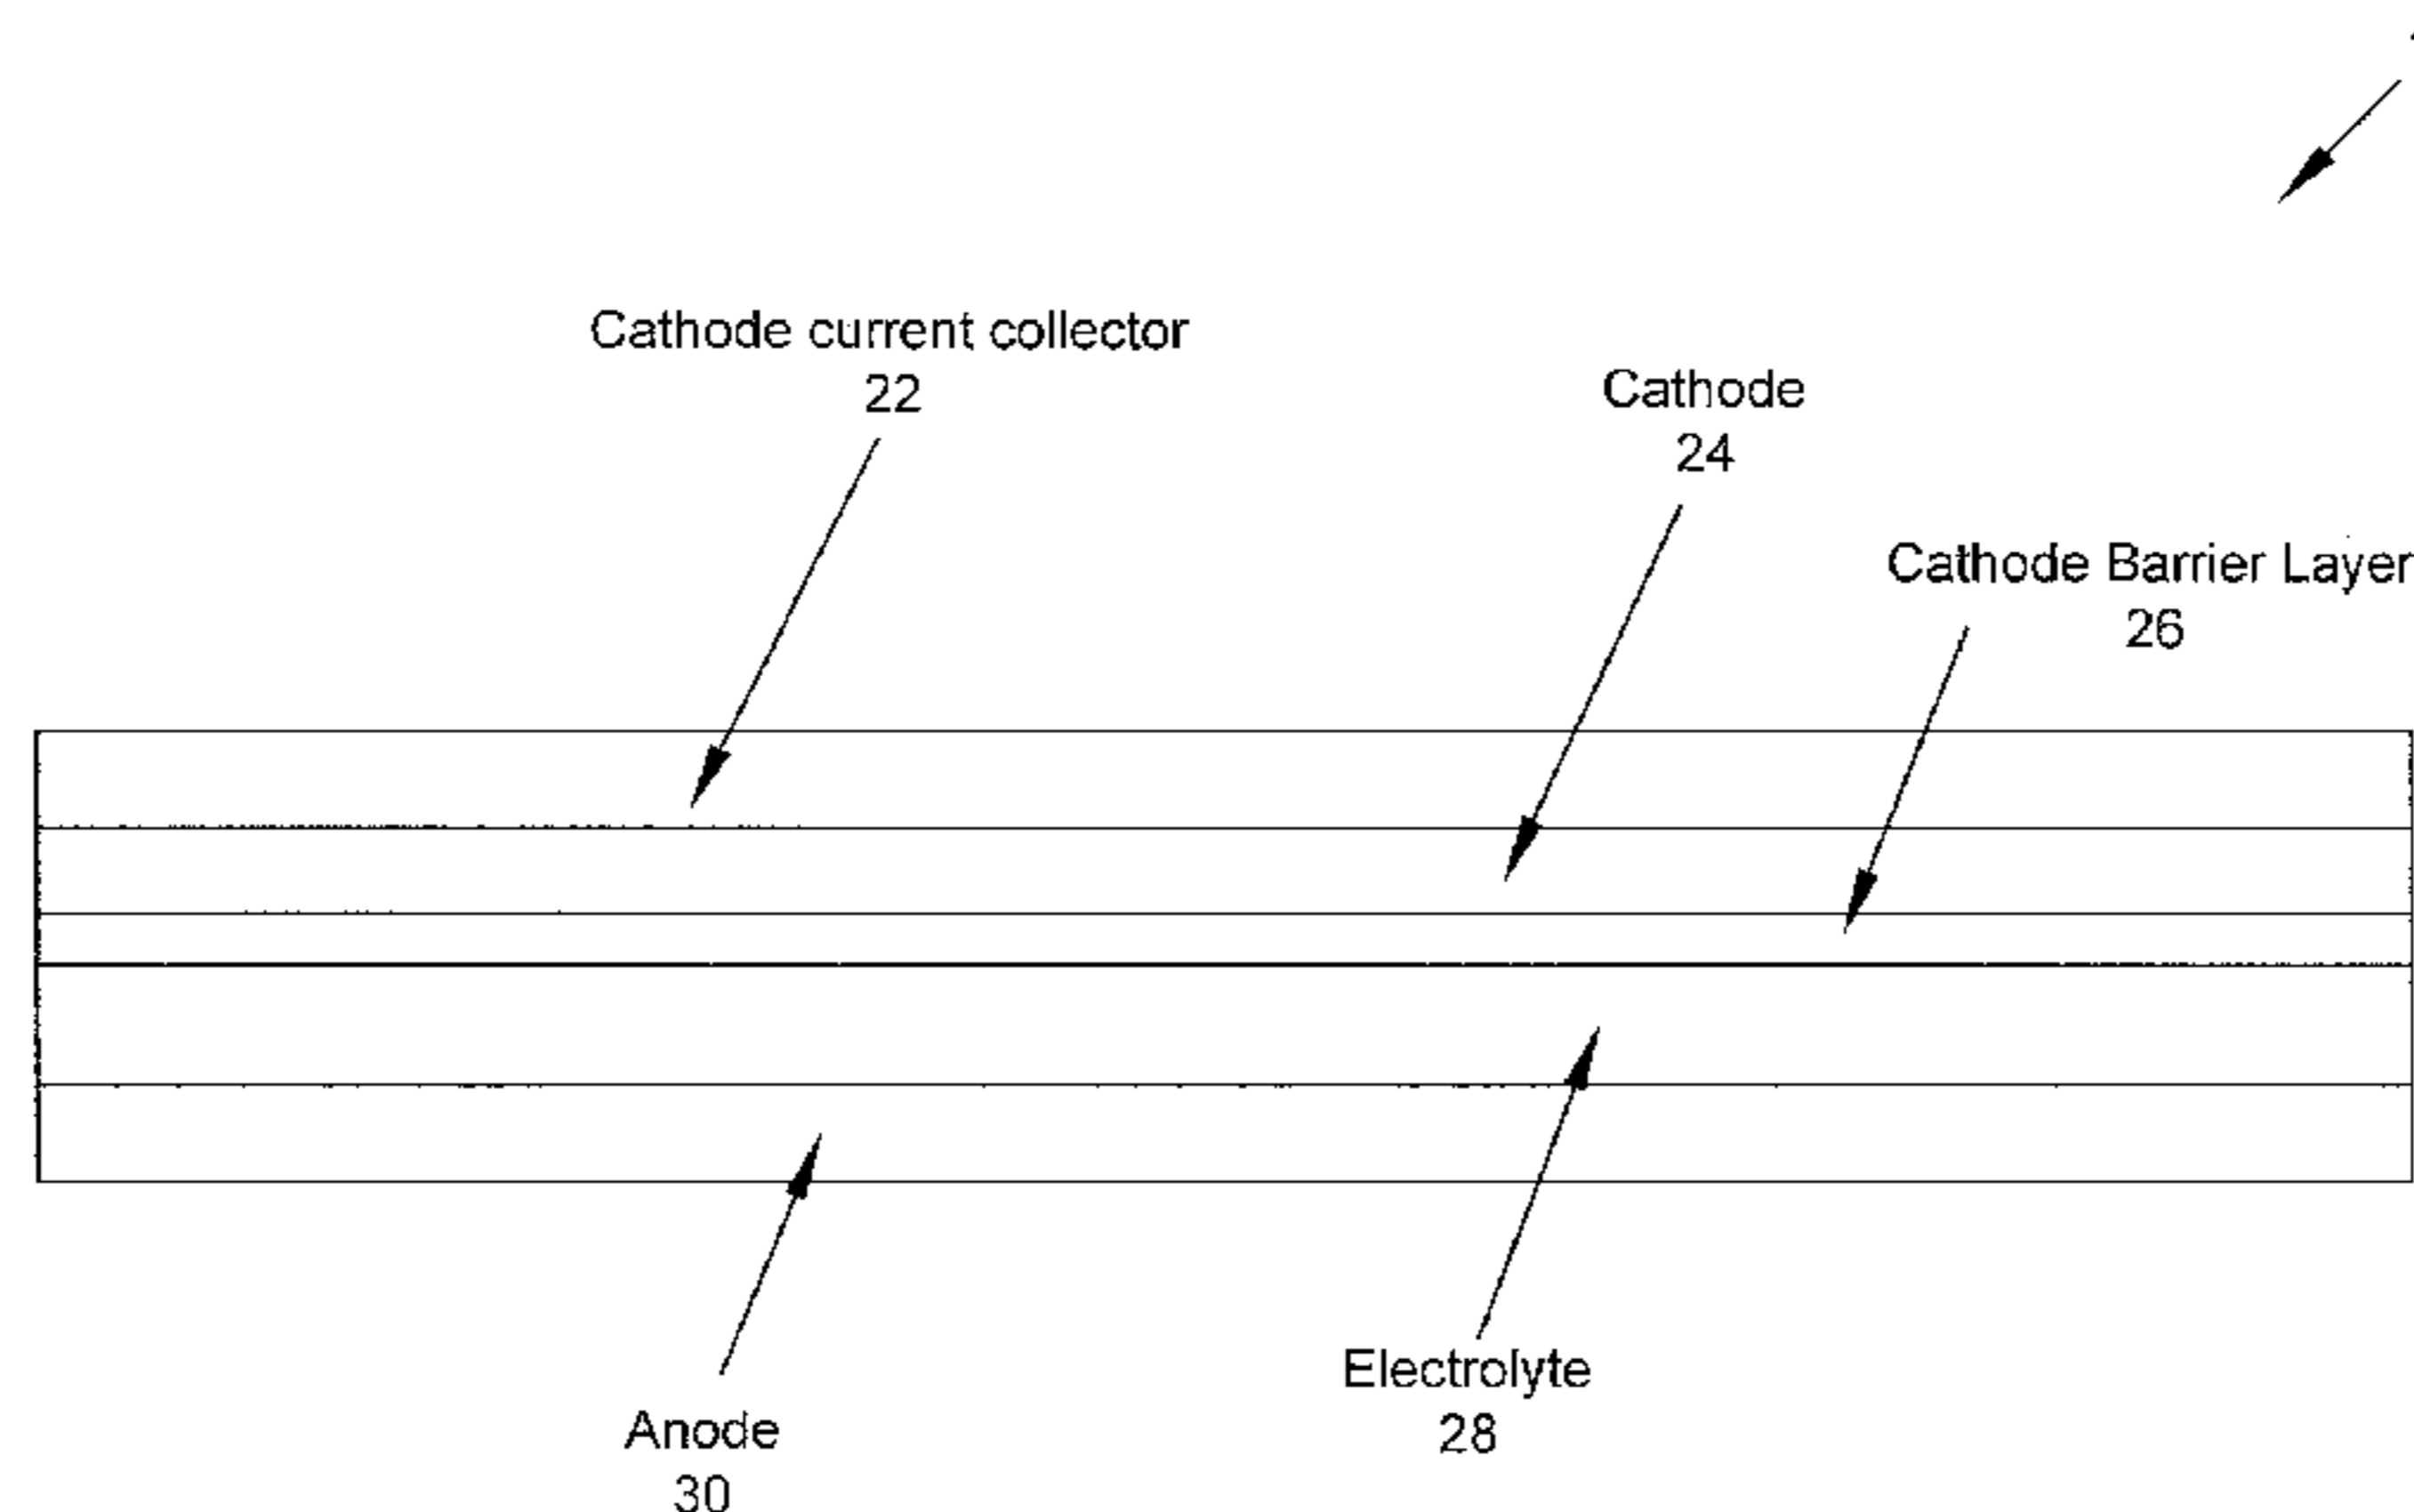 Cathode current collector
22
Cathode
24
Cathode Barrier Layer
26
Electrolyte
28
Anode
30